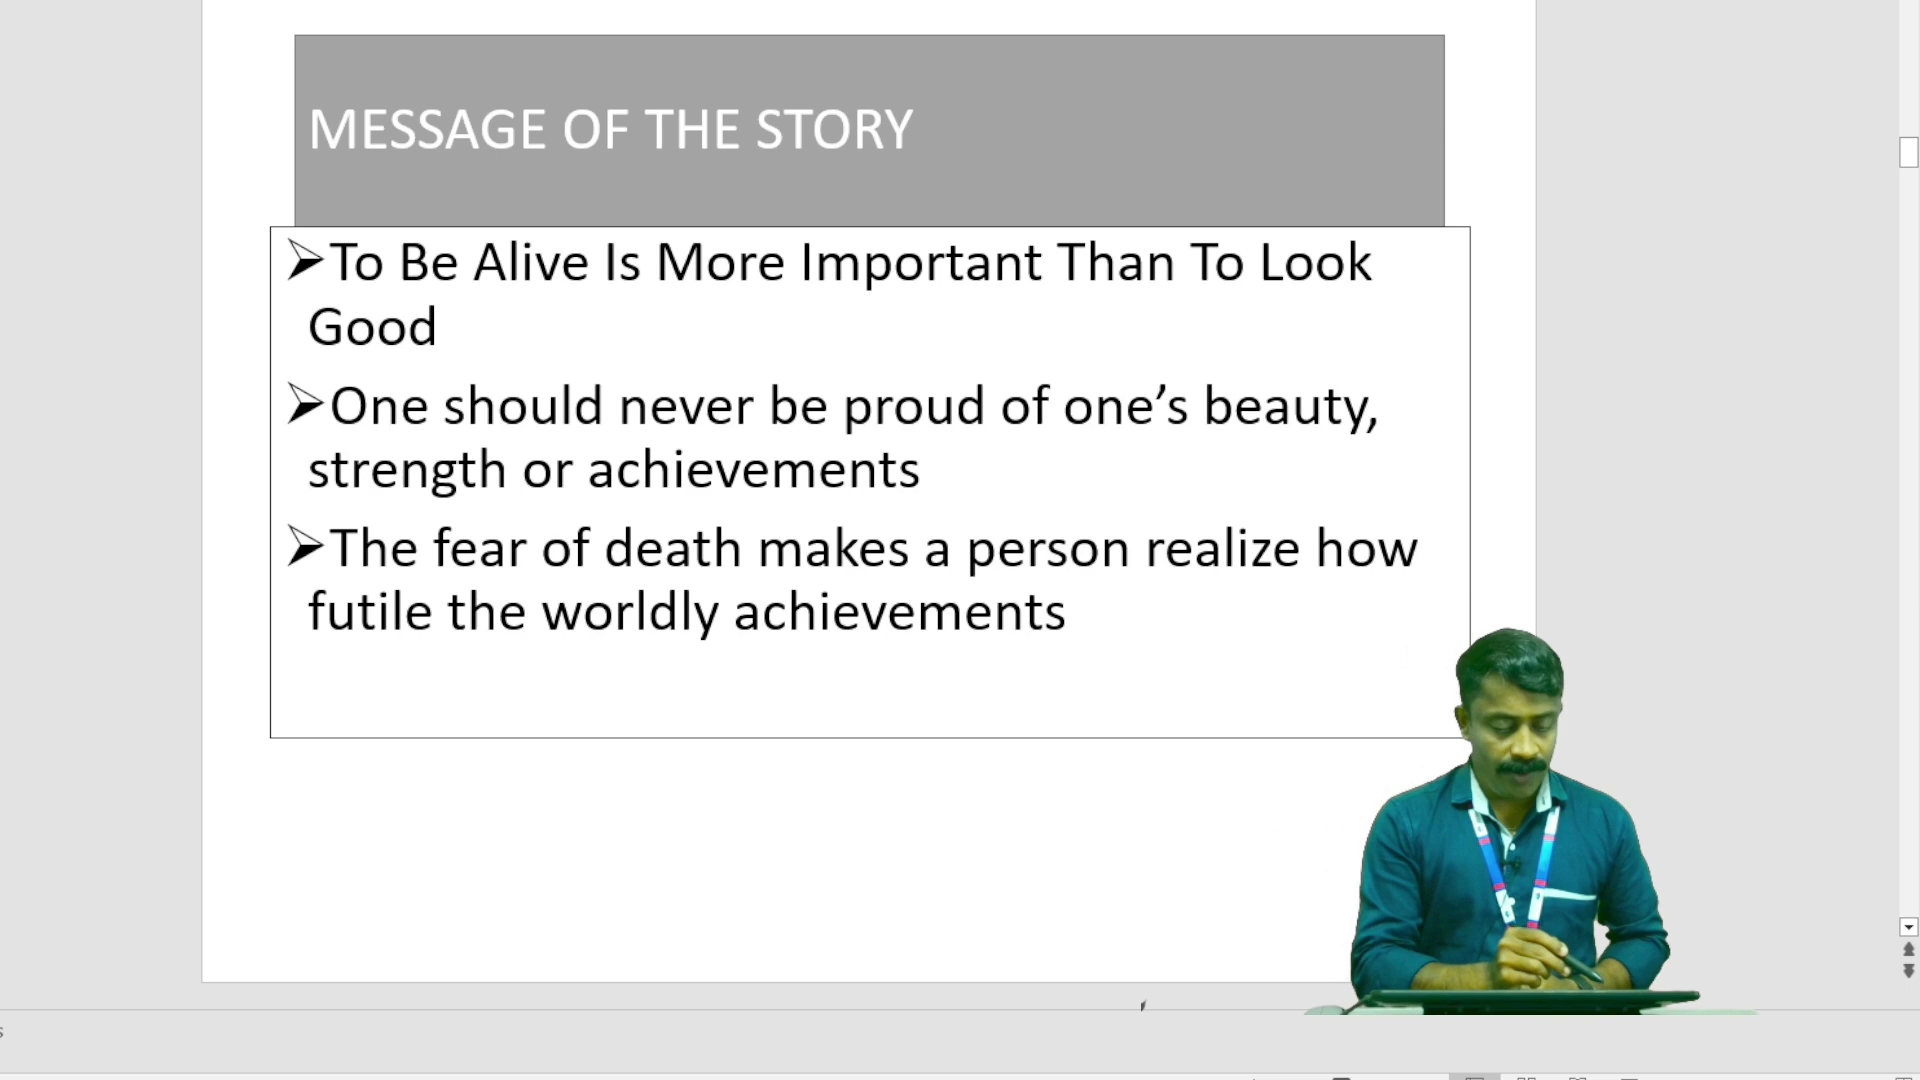 MESSAGE OF THE STORY
➢To Be Alive Is More Important Than To Look
Good
➢One should never be proud of one’s beauty,
strength or achievements
➢The fear of death makes a person realize how
futile the worldly achievements
s